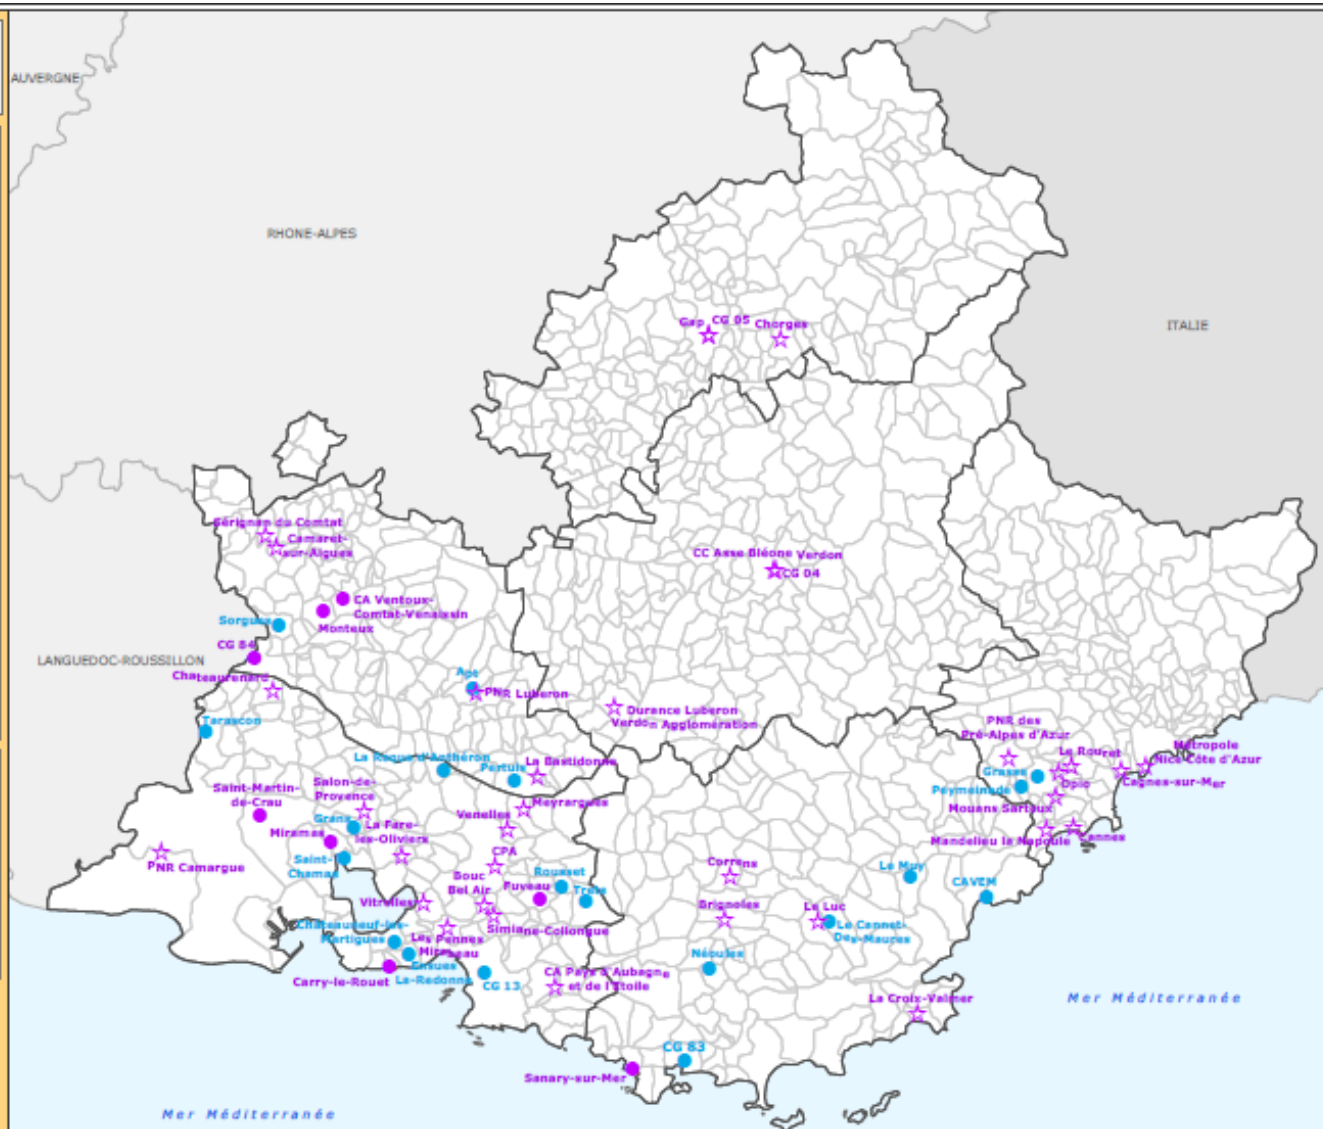 AUVERGNE
RHONE-ALPES
ITALIE
Gap
CG 05
Chorges
Sérignan du Comtat
Camaret-
sur-Aigues
CC Asse Bléone Verdon
CG 04
CA Ventoux-
Comtat-Venaissin
Monteux
Sorgues
CG 84
LANGUEDOC-ROUSSILLON
Chateaurenard
Apt
PNR Luberon
Durance Luberon
Verdon Agglomération
Tarascon
PNR des
Pré-Alpes d'Azur
Métropole
Nice Côte d'Azur
Le Rouret
Cagnes-sur-Mer
Grasse
Opio
Peymeinade
Mouans Sartoux
Mandelieu la Napoule
Cannes
La Roque d'Anthéron
Pertuis
La Bastidonne
Saint-Martin-
de-Crau
Salon-de-
Provence
Meyrargues
Venelles
Grans
La Fare-
les-Oliviers
Miramas
Saint-
Chamas
PNR Camargue
CPA
Bouc
Bel Air
Rousset
Fuveau
Trets
Vitrolles
Simiane-Collongue
Chateauneuf-les-
Martigues
Les Pennes
Mirabeau
Ensues
Le-Redonne
Carry-le-Rouet
CG 13
CA Pays d'Aubagne
et de l'Etoile
Correns
Brignoles
Le Luc
Le Cannet-
Des-Maures
Le Muy
CAVEM
Néoules
La Croix-Valmer
CG 83
Sanary-sur-Mer
Mer Méditerranée
Mer Méditerranée